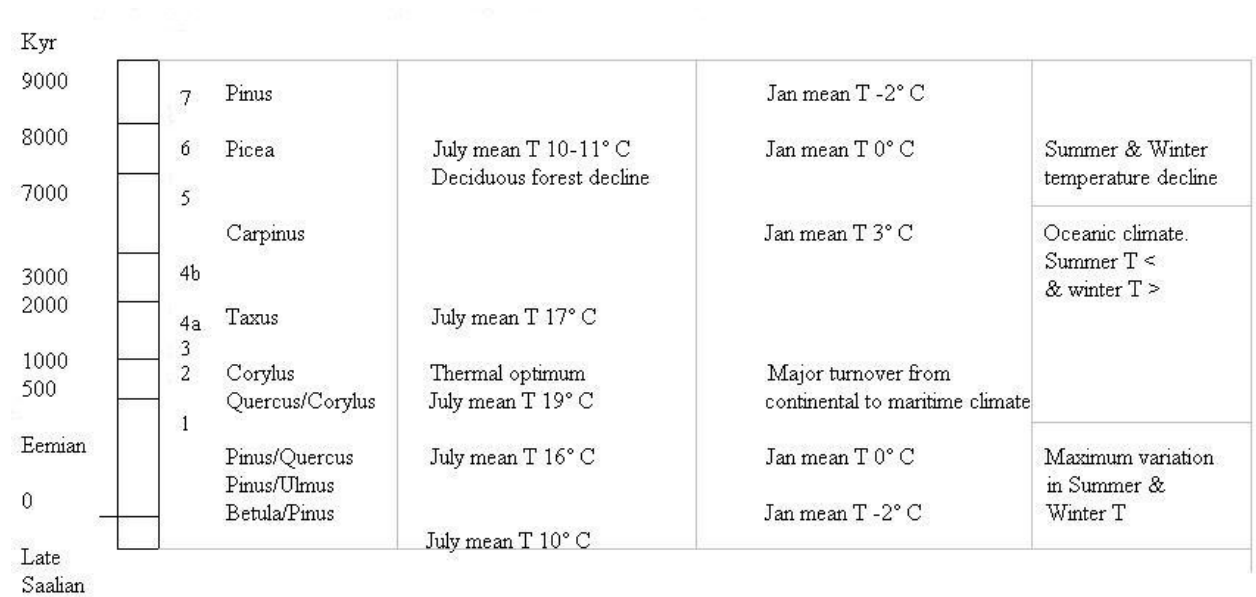 Kyr
9000
7 Pinus Jan mean T -2° C
8000
6 Picea July mean T 10-11° C Jan mean T 0° C Summer & Winter
Deciduous forest decline temperature decline
7000
5
Carpinus Jan mean T 3° C Oceanic climate.
Summer T <
3000 4b
& winter T >
2000
4a Taxus July mean T 17° C
3
1000
2 Corylus Thermal optimum Major turnover from
500
Quercus/Corylus July mean T 19° C continental to maritime climate
1
Eemian
Pinus/Quercus July mean T 16° C Jan mean T 0° C Maximum variation
Pinus/Ulmus in Summer &
0
Betula/Pinus Jan mean T -2° C Winter T
July mean T 10° C
Late
Saalian